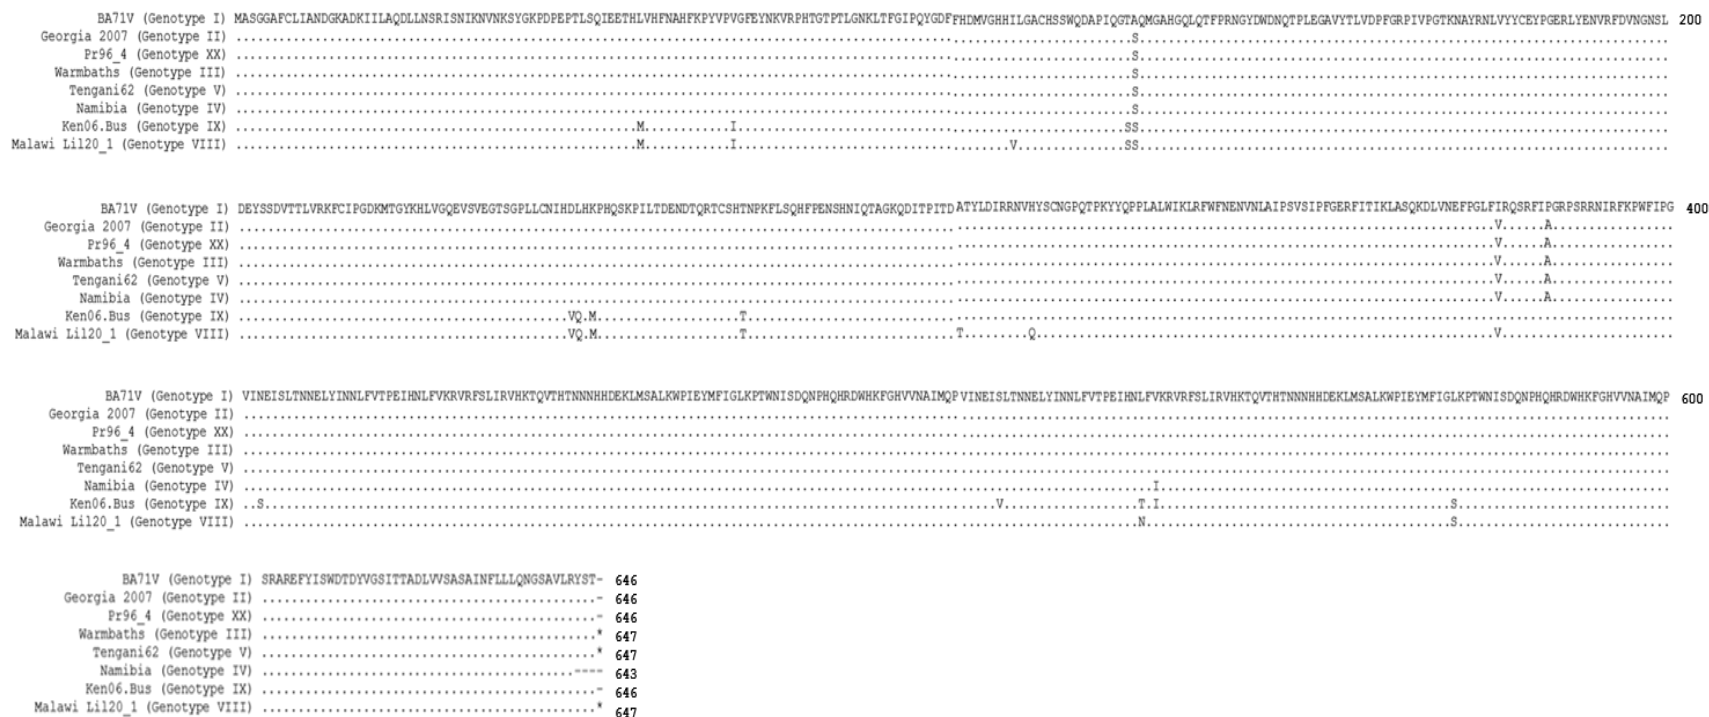 BA71V (Genotype I) MASGGAFCLIANDGKADKIILAQDLLNSRISNIKNVNKSYGKPDPEPTLSQIEETHLVHFNAHFKPYVPVGFEYNKVRPHTGTPTLGNKLTFGIPQYGDFFHDMVGHHILGACHSSWQDAPIQGTAQMGAHGQLQTFPRNGYDWDNQTPLEGAVYTLVDPFGRPIVPGTKNAYRNLVYYCEYPGERLYENVRFDVNGNSL 200
Georgia 2007 (Genotype II) ..........S..........
Pr96_4 (Genotype XX) ..........S..........
Warmbaths (Genotype III) ..........S..........
Tengani62 (Genotype V) ..........S..........
Namibia (Genotype IV) ..........S..........
Ken06.Bus (Genotype IX) ..........M............I..........SS..........
Malawi Lil20_1 (Genotype VIII) ..........M............I..........V..............SS..........
BA71V (Genotype I) DEYSSDVTTLVRKFCIPGDKMTGYKHLVGQEVSVEGTSGPLLCNIHDLHKPHQSKPILTDENDTQRTCSHTNPKFLSQHFPENSHNIQTAGKQDITPITDATYLDIRRNVHYSCNGPQTPKYYQPPLALWIKLRFWFNENVNLAIPSVSIPFGERFITIKLASQKDLVNEFPGLFIRQSRFIPGRPSRRNIRFKPWFIPG 400
Georgia 2007 (Genotype II) ..........V......A..........
Pr96_4 (Genotype XX) ..........V......A..........
Warmbaths (Genotype III) ..........V......A..........
Tengani62 (Genotype V) ..........V......A..........
Namibia (Genotype IV) ..........V......A..........
Ken06.Bus (Genotype IX) ..........VQ.M..........T..........
Malawi Lil20_1 (Genotype VIII) ..........VQ.M..........T..........T.........Q..........V..........
BA71V (Genotype I) VINEISLTNNELYINNLFVTPEIHNLFVKRVRFSLIRVHKTQVTHTNNNHHDEKLMSALKWPIEYMFIGLKPTWNISDQNPHQHRDWHKFGHVVNAIMQPVINEISLTNNELYINNLFVTPEIHNLFVKRVRFSLIRVHKTQVTHTNNNHHDEKLMSALKWPIEYMFIGLKPTWNISDQNPHQHRDWHKFGHVVNAIMQP 600
Georgia 2007 (Genotype II) ....................
Pr96_4 (Genotype XX) ....................
Warmbaths (Genotype III) ....................
Tengani62 (Genotype V) ....................
Namibia (Genotype IV) ..........I..........
Ken06.Bus (Genotype IX) ..S..........V..........T.I..........S..........
Malawi Lil20_1 (Genotype VIII) ..........N..........S..........
BA71V (Genotype I) SRAREFYISWDTDYVGSITTADLVVSASAINFLLLQNGSAVLRYST- 646
Georgia 2007 (Genotype II) ..............................................- 646
Pr96_4 (Genotype XX) ..............................................- 646
Warmbaths (Genotype III) ..............................................* 647
Tengani62 (Genotype V) ..............................................* 647
Namibia (Genotype IV) ...........................................---- 643
Ken06.Bus (Genotype IX) ..............................................- 646
Malawi Lil20_1 (Genotype VIII) ..............................................* 647